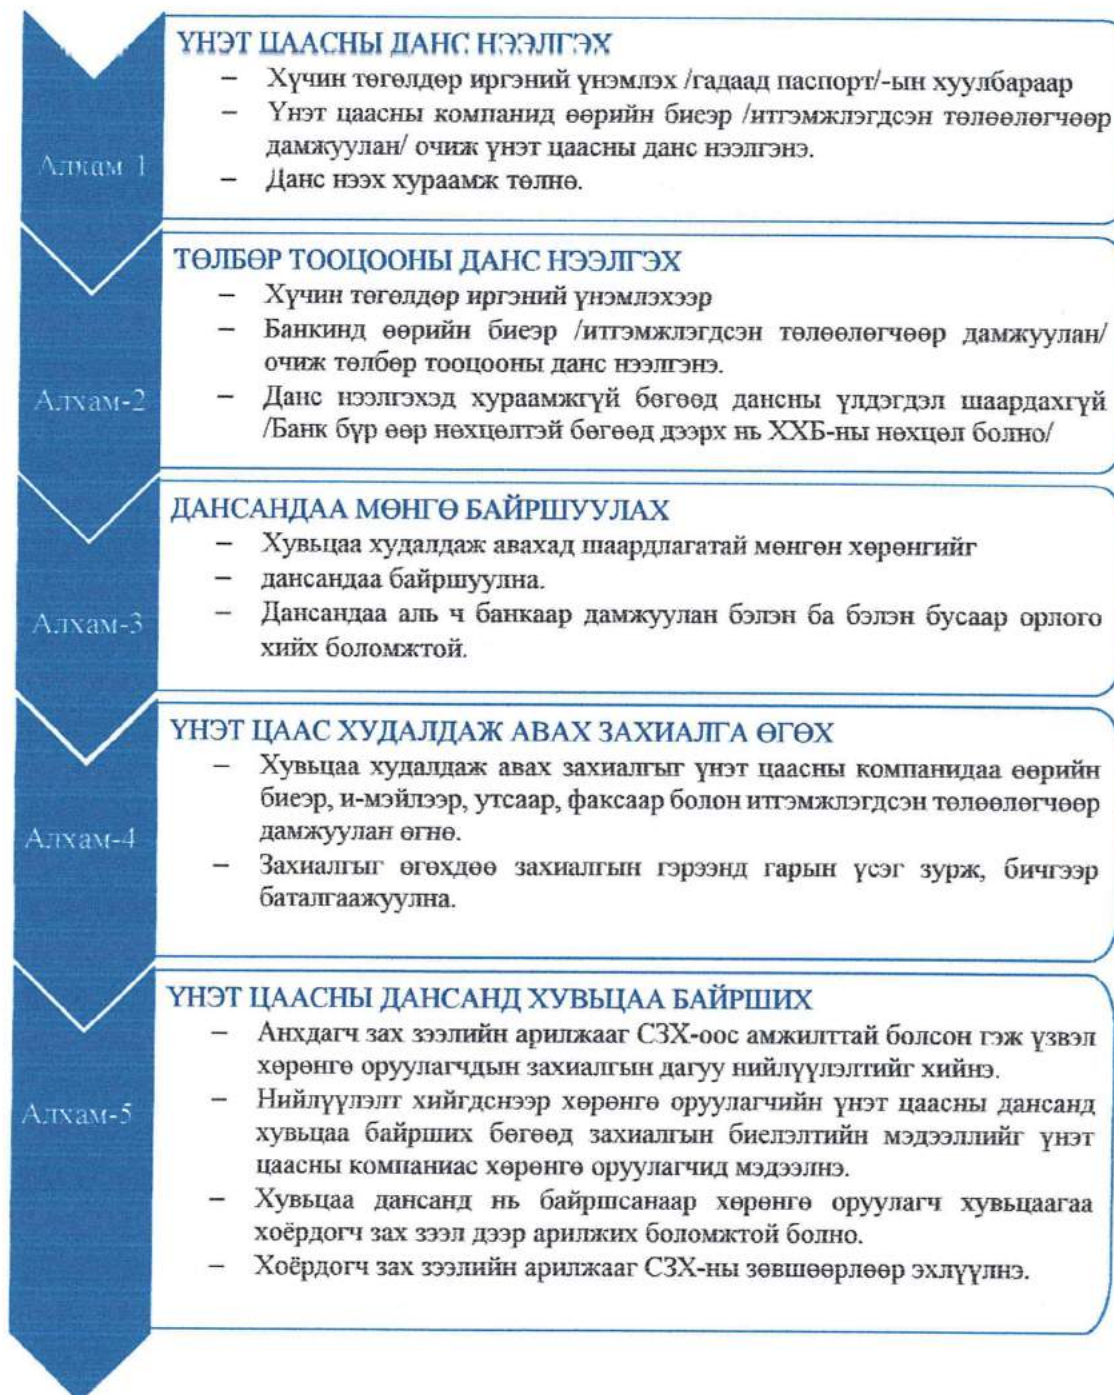 ҮНЭТ ЦААСНЫ ДАНС НЭЭЛГЭХ
– Хүчин төгөлдөр иргэний үнэмлэх /гадаад паспорт/-ын хуулбараар
– Үнэт цаасны компанид өөрийн биеэр /итгэмжлэгдсэн төлөөлөгчөөр
дамжуулан/ очиж үнэт цаасны данс нээлгэнэ.
Алхам-1
– Данс нээх хураамж төлнө.
ТӨЛБӨР ТООЦООНЫ ДАНС НЭЭЛГЭХ
– Хүчин төгөлдөр иргэний үнэмлэхээр
– Банкинд өөрийн биеэр /итгэмжлэгдсэн төлөөлөгчөөр дамжуулан/
очиж төлбөр тооцооны данс нээлгэнэ.
Алхам-2
– Данс нээлгэхэд хураамжгүй бөгөөд дансны үлдэгдэл шаардахгүй
/Банк бүр өөр нөхцөлтэй бөгөөд дээрх нь ХХБ-ны нөхцөл болно/
ДАНСАНДАА МӨНГӨ БАЙРШУУЛАХ
– Хувьцаа худалдаж авахад шаардлагатай мөнгөн хөрөнгийг
– дансандаа байршуулна.
Алхам-3
– Дансандаа аль ч банкаар дамжуулан бэлэн ба бэлэн бусаар орлого
хийх боломжтой.
ҮНЭТ ЦААС ХУДАЛДАЖ АВАХ ЗАХИАЛГА ӨГӨХ
– Хувьцаа худалдаж авах захиалгыг үнэт цаасны компанидаа өөрийн
биеэр, и-мэйлээр, утсаар, факсаар болон итгэмжлэгдсэн төлөөлөгчөөр
дамжуулан өгнө.
Алхам-4
– Захиалгыг өгөхдөө захиалгын гэрээнд гарын үсэг зурж, бичгээр
баталгаажуулна.
ҮНЭТ ЦААСНЫ ДАНСАНД ХУВЬЦАА БАЙРШИХ
– Анхдагч зах зээлийн арилжааг СЗХ-оос амжилттай болсон гэж үзвэл
хөрөнгө оруулагчдын захиалгын дагуу нийлүүлэлтийг хийнэ.
Алхам-5
– Нийлүүлэлт хийгдснээр хөрөнгө оруулагчийн үнэт цаасны дансанд
хувьцаа байрших бөгөөд захиалгын биелэлтийн мэдээллийг үнэт
цаасны компаниас хөрөнгө оруулагчид мэдээлнэ.
– Хувьцаа дансанд нь байршсанаар хөрөнгө оруулагч хувьцаагаа
хоёрдогч зах зээл дээр арилжих боломжтой болно.
– Хоёрдогч зах зээлийн арилжааг СЗХ-ны зөвшөөрлөөр эхлүүлнэ.